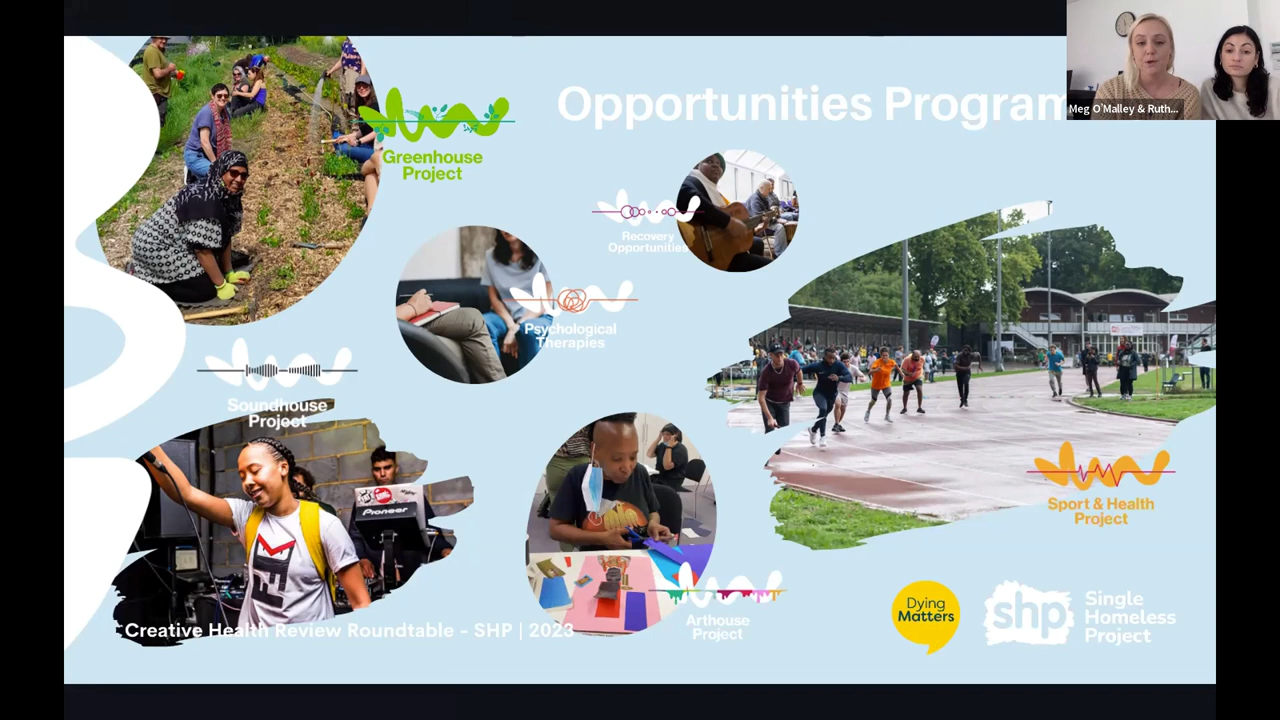 Opportunities Program
Meg O`Malley & Ruth...
Greenhouse
Project
Recovery
Opportunities
Psychological
Therapies
Soundhouse
Project
Pioneer
Sport & Health
Project
Arthouse
Project
Dying
Matters
shp
Single
Homeless
Project
Creative Health Review Roundtable - SHP | 2023